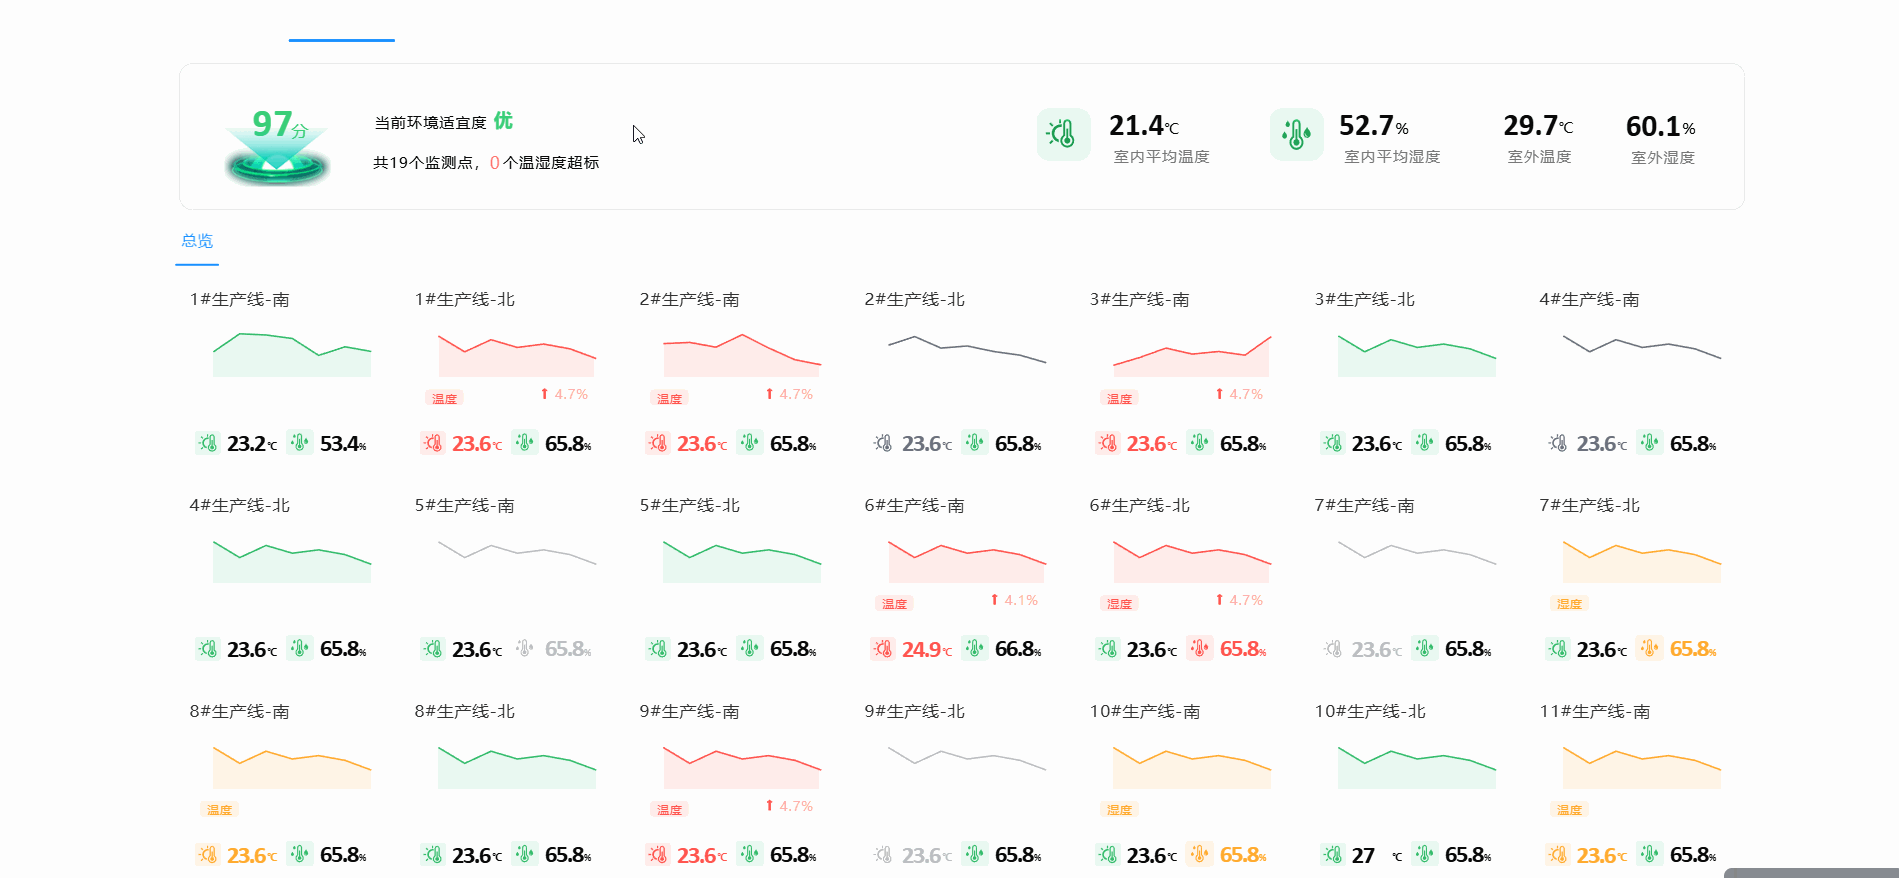 97分
当前环境适宜度 优
共19个监测点，0个温湿度超标
21.4℃
室内平均温度
52.7%
室内平均湿度
29.7℃
室外温度
60.1%
室外湿度
总览
1#生产线-南
23.2℃ 53.4%
1#生产线-北
温度 4.7%
23.6℃ 65.8%
2#生产线-南
温度 4.7%
23.6℃ 65.8%
2#生产线-北
23.6℃ 65.8%
3#生产线-南
温度 4.7%
23.6℃ 65.8%
3#生产线-北
23.6℃ 65.8%
4#生产线-南
23.6℃ 65.8%
4#生产线-北
23.6℃ 65.8%
5#生产线-南
23.6℃ 65.8%
5#生产线-北
23.6℃ 65.8%
6#生产线-南
温度 4.1%
24.9℃ 66.8%
6#生产线-北
湿度 4.7%
23.6℃ 65.8%
7#生产线-南
23.6℃ 65.8%
7#生产线-北
湿度
23.6℃ 65.8%
8#生产线-南
温度
23.6℃ 65.8%
8#生产线-北
23.6℃ 65.8%
9#生产线-南
温度 4.7%
23.6℃ 65.8%
9#生产线-北
23.6℃ 65.8%
10#生产线-南
湿度
23.6℃ 65.8%
10#生产线-北
27 ℃ 65.8%
11#生产线-南
温度
23.6℃ 65.8%